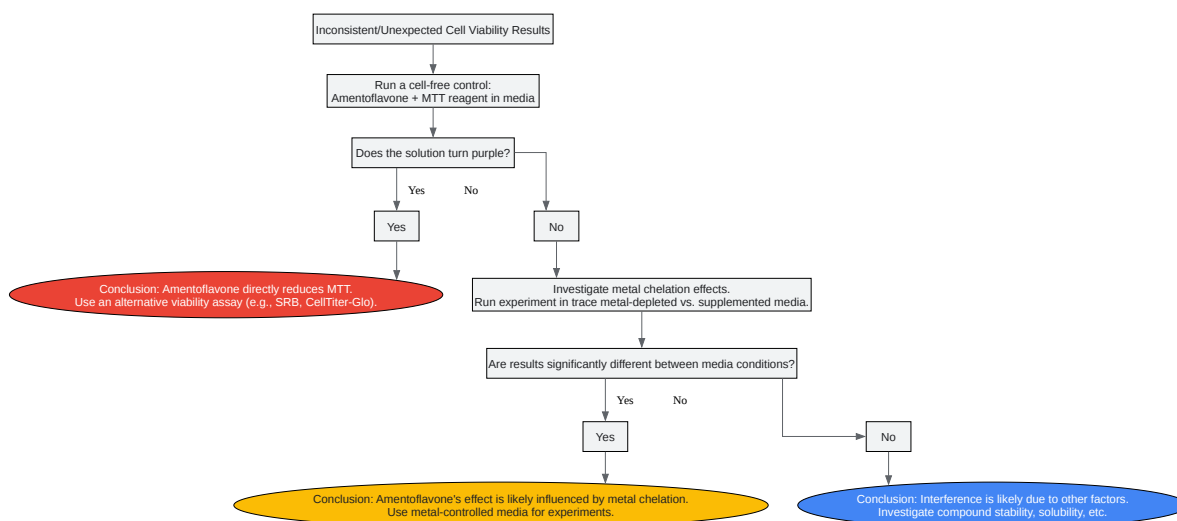 Inconsistent/Unexpected Cell Viability Results
Run a cell-free control:
Amentoflavone + MTT reagent in media
Does the solution turn purple?
Yes No
Yes
No
Conclusion: Amentoflavone directly reduces MTT.
Use an alternative viability assay (e.g., SRB, CellTiter-Glo).
Investigate metal chelation effects.
Run experiment in trace metal-depleted vs. supplemented media.
Are results significantly different between media conditions?
Yes No
Yes
No
Conclusion: Amentoflavone's effect is likely influenced by metal chelation.
Use metal-controlled media for experiments.
Conclusion: Interference is likely due to other factors.
Investigate compound stability, solubility, etc.